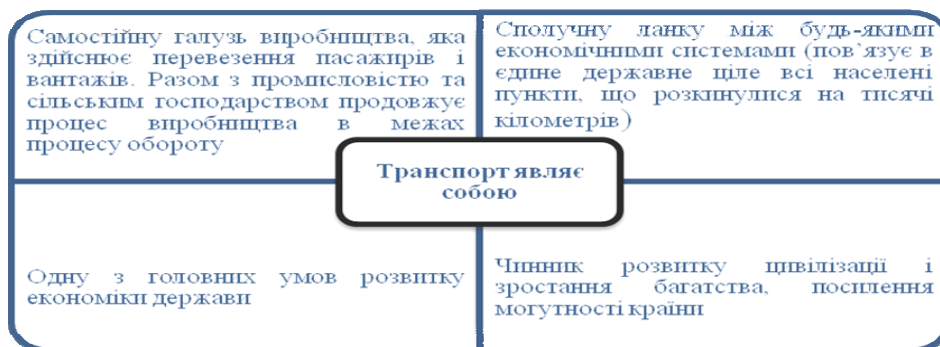 Самостійну галузь виробництва, яка
здійснює перевезення пасажирів і
вантажів. Разом з промисловістю та
сільським господарством продовжує
процес виробництва в межах
процесу обороту
Сполучну ланку між будь-якими
економічними системами (пов’язує в
єдине державне ціле всі населені
пункти, що розкинулися на тисячі
кілометрів)
Транспорт являє
собою
Одну з головних умов розвитку
економіки держави
Чинник розвитку цивілізації і
зростання багатства, посилення
могутності країни